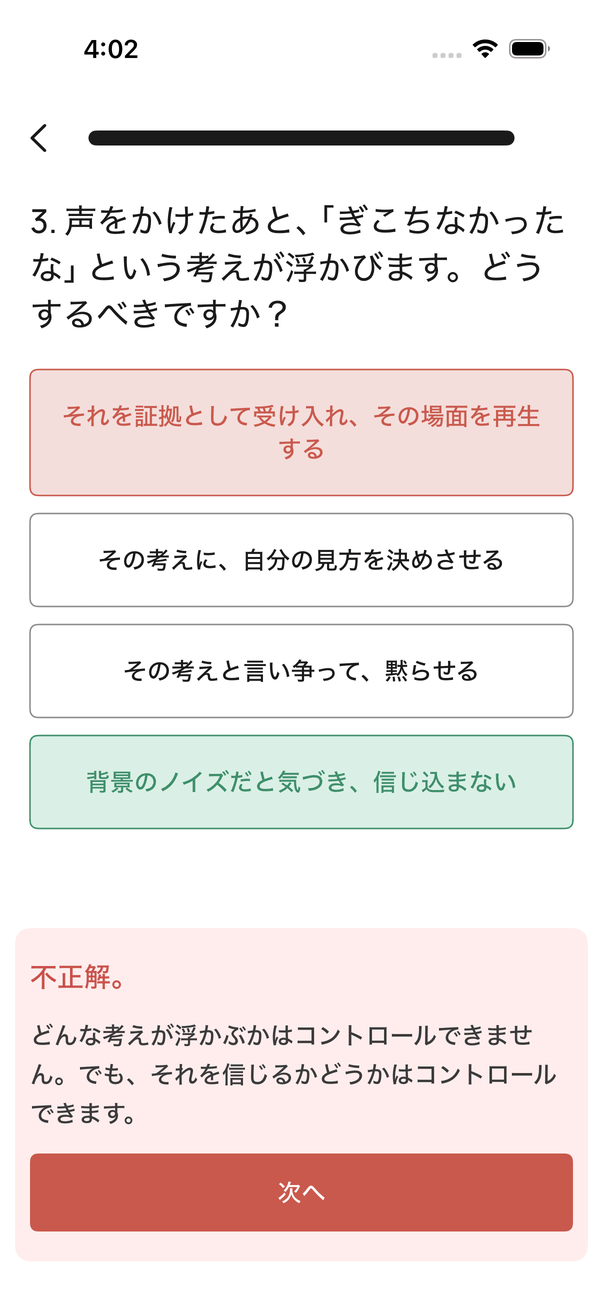 4:02
3. 声をかけたあと、「ぎこちなかった
な」という考えが浮かびます。どう
するべきですか？
それを証拠として受け入れ、その場面を再生
する
その考えに、自分の見方を決めさせる
その考えと言い争って、黙らせる
背景のノイズだと気づき、信じ込まない
不正解。
どんな考えが浮かぶかはコントロールできませ
ん。でも、それを信じるかどうかはコントロール
できます。
次へ